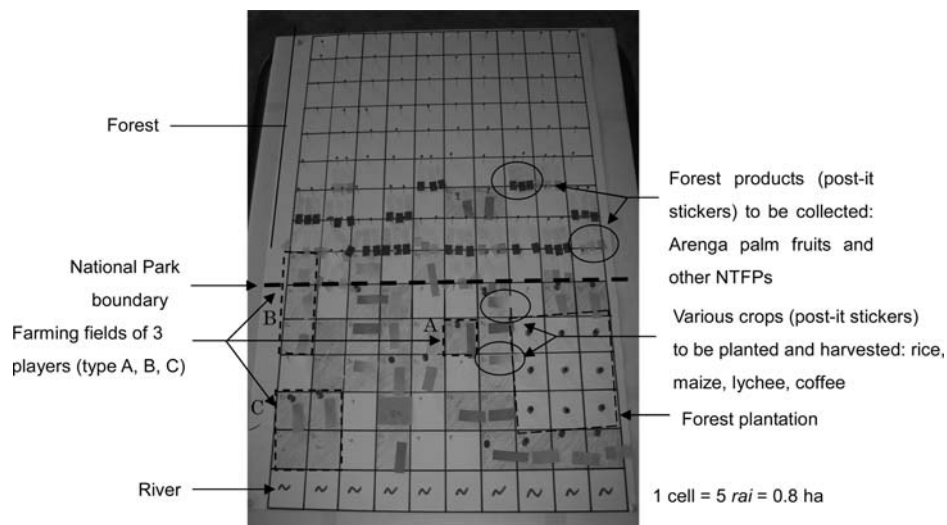 Forest
National Park
boundary
Farming fields of 3
players (type A, B, C)
River
B
C
A
Forest products (post-it
stickers) to be collected:
Arenga palm fruits and
other NTFPs
Various crops (post-it stickers)
to be planted and harvested: rice,
maize, lychee, coffee
Forest plantation
1 cell = 5 rai = 0.8 ha